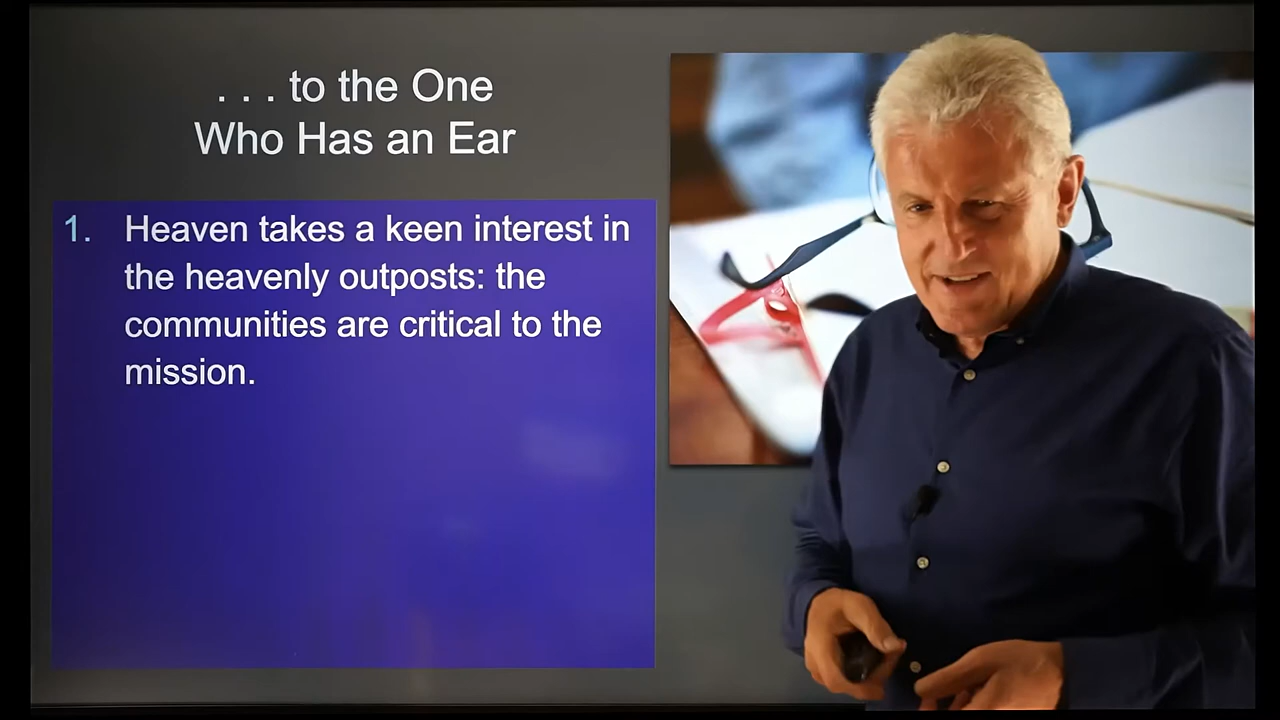 . . . to the One
Who Has an Ear
1. Heaven takes a keen interest in
the heavenly outposts: the
communities are critical to the
mission.